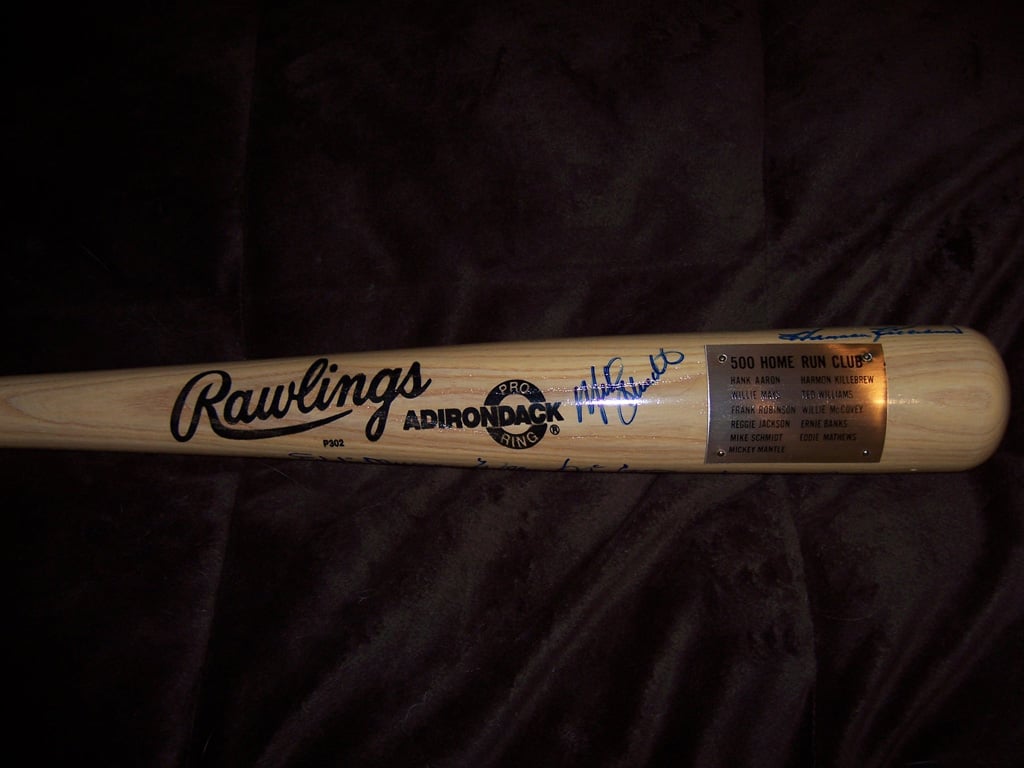 Rawlings
P302
ADIRONDACK
PRO
RING
®
500 HOME RUN CLUB
HANK AARON HARMON KILLEBREW
WILLIE MAYS TED WILLIAMS
FRANK ROBINSON WILLIE McCOVEY
REGGIE JACKSON ERNIE BANKS
MIKE SCHMIDT EDDIE MATHEWS
MICKEY MANTLE